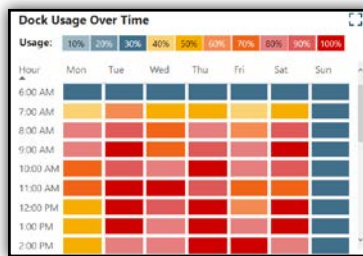 Dock Usage Over Time
Usage: 10% 20% 30% 40% 50% 60% 70% 80% 90% 100%
Hour Mon Tue Wed Thu Fri Sat Sun
6:00 AM
7:00 AM
8:00 AM
9:00 AM
10:00 AM
11:00 AM
12:00 PM
1:00 PM
2:00 PM